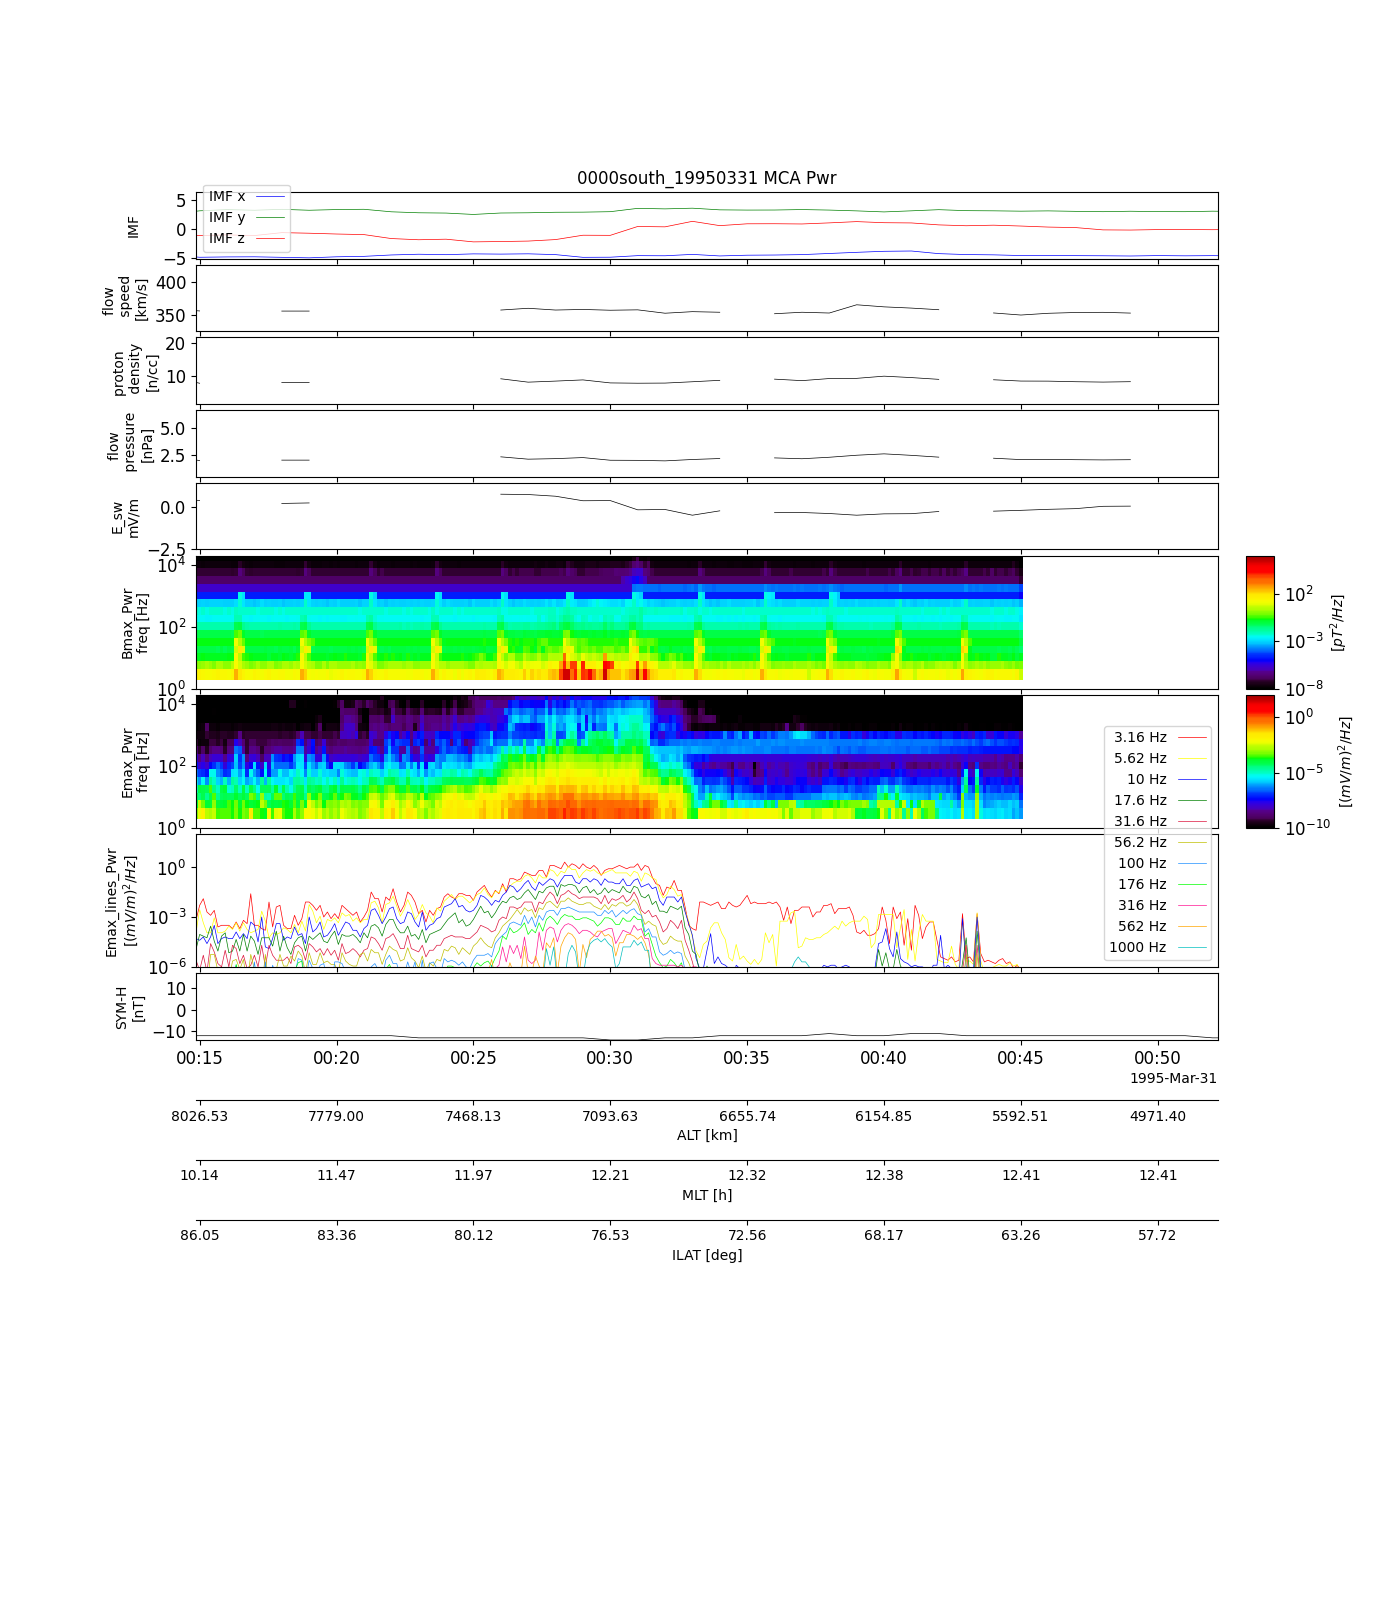 0000south_19950331 MCA Pwr
IMF
5
0
−5
IMF x
IMF y
IMF z
flow
speed
[km/s]
400
350
proton
density
[n/cc]
20
10
flow
pressure
[nPa]
5.0
2.5
E_sw
mV/m
0.0
−2.5
Bmax_Pwr
freq [Hz]
10^4
10^2
10^0
10^2
10^−3
10^−8
[pT^2/Hz]
Emax_Pwr
freq [Hz]
10^4
10^2
10^0
10^0
10^−5
10^−10
[(mV/m)^2/Hz]
3.16 Hz
5.62 Hz
10 Hz
17.6 Hz
31.6 Hz
56.2 Hz
100 Hz
176 Hz
316 Hz
562 Hz
1000 Hz
Emax_lines_Pwr
[(mV/m)^2/Hz]
10^0
10^−3
10^−6
SYM-H
[nT]
10
0
−10
00:15 00:20 00:25 00:30 00:35 00:40 00:45 00:50
1995-Mar-31
8026.53 7779.00 7468.13 7093.63 6655.74 6154.85 5592.51 4971.40
ALT [km]
10.14 11.47 11.97 12.21 12.32 12.38 12.41 12.41
MLT [h]
86.05 83.36 80.12 76.53 72.56 68.17 63.26 57.72
ILAT [deg]